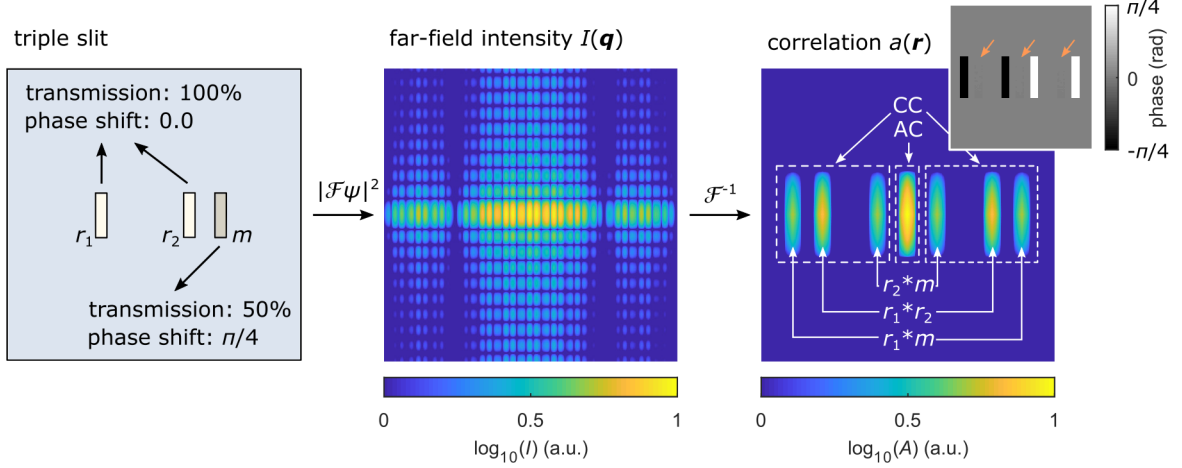 triple slit
transmission: 100%
phase shift: 0.0
r₁
r₂
m
transmission: 50%
phase shift: π/4
|ℱψ|²
far-field intensity I(q)
0
0.5
1
log₁₀(I) (a.u.)
ℱ⁻¹
correlation a(r)
π/4
0
-π/4
phase (rad)
CC
AC
r₂*m
r₁*r₂
r₁*m
0
0.5
1
log₁₀(A) (a.u.)